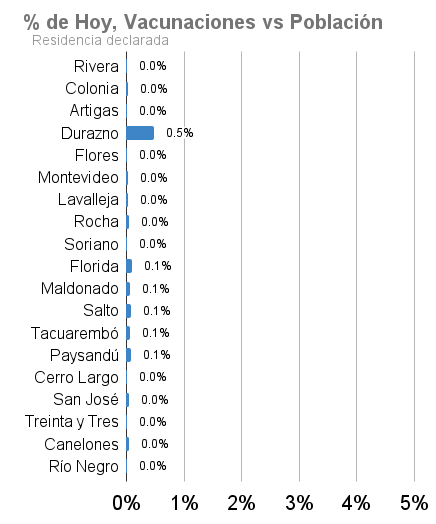 % de Hoy, Vacunaciones vs Población
Residencia declarada
Rivera 0.0%
Colonia 0.0%
Artigas 0.0%
Durazno 0.5%
Flores 0.0%
Montevideo 0.0%
Lavalleja 0.0%
Rocha 0.0%
Soriano 0.0%
Florida 0.1%
Maldonado 0.1%
Salto 0.1%
Tacuarembó 0.1%
Paysandú 0.1%
Cerro Largo 0.0%
San José 0.0%
Treinta y Tres 0.0%
Canelones 0.0%
Río Negro 0.0%
0% 1% 2% 3% 4% 5%